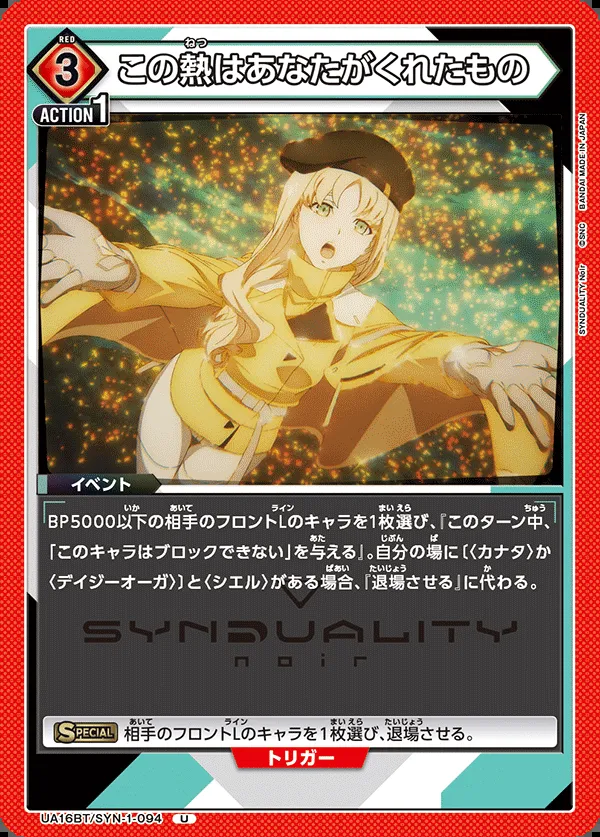 RED
3
この熱はあなたがくれたもの
ねつ
ACTION 1
BANDAI MADE IN JAPAN
©SNC
SYNDUALITY Noir
イベント
BP5000以下の相手のフロントLのキャラを1枚選び、『このターン中、
「このキャラはブロックできない」を与える』。自分の場に[〈カナタ〉か
〈デイジーオーガ〉]と〈シエル〉がある場合、『退場させる』に代わる。
SYNDUALITY
noir
SPECIAL 相手のフロントLのキャラを1枚選び、退場させる。
トリガー
UA16BT/SYN-1-094 U